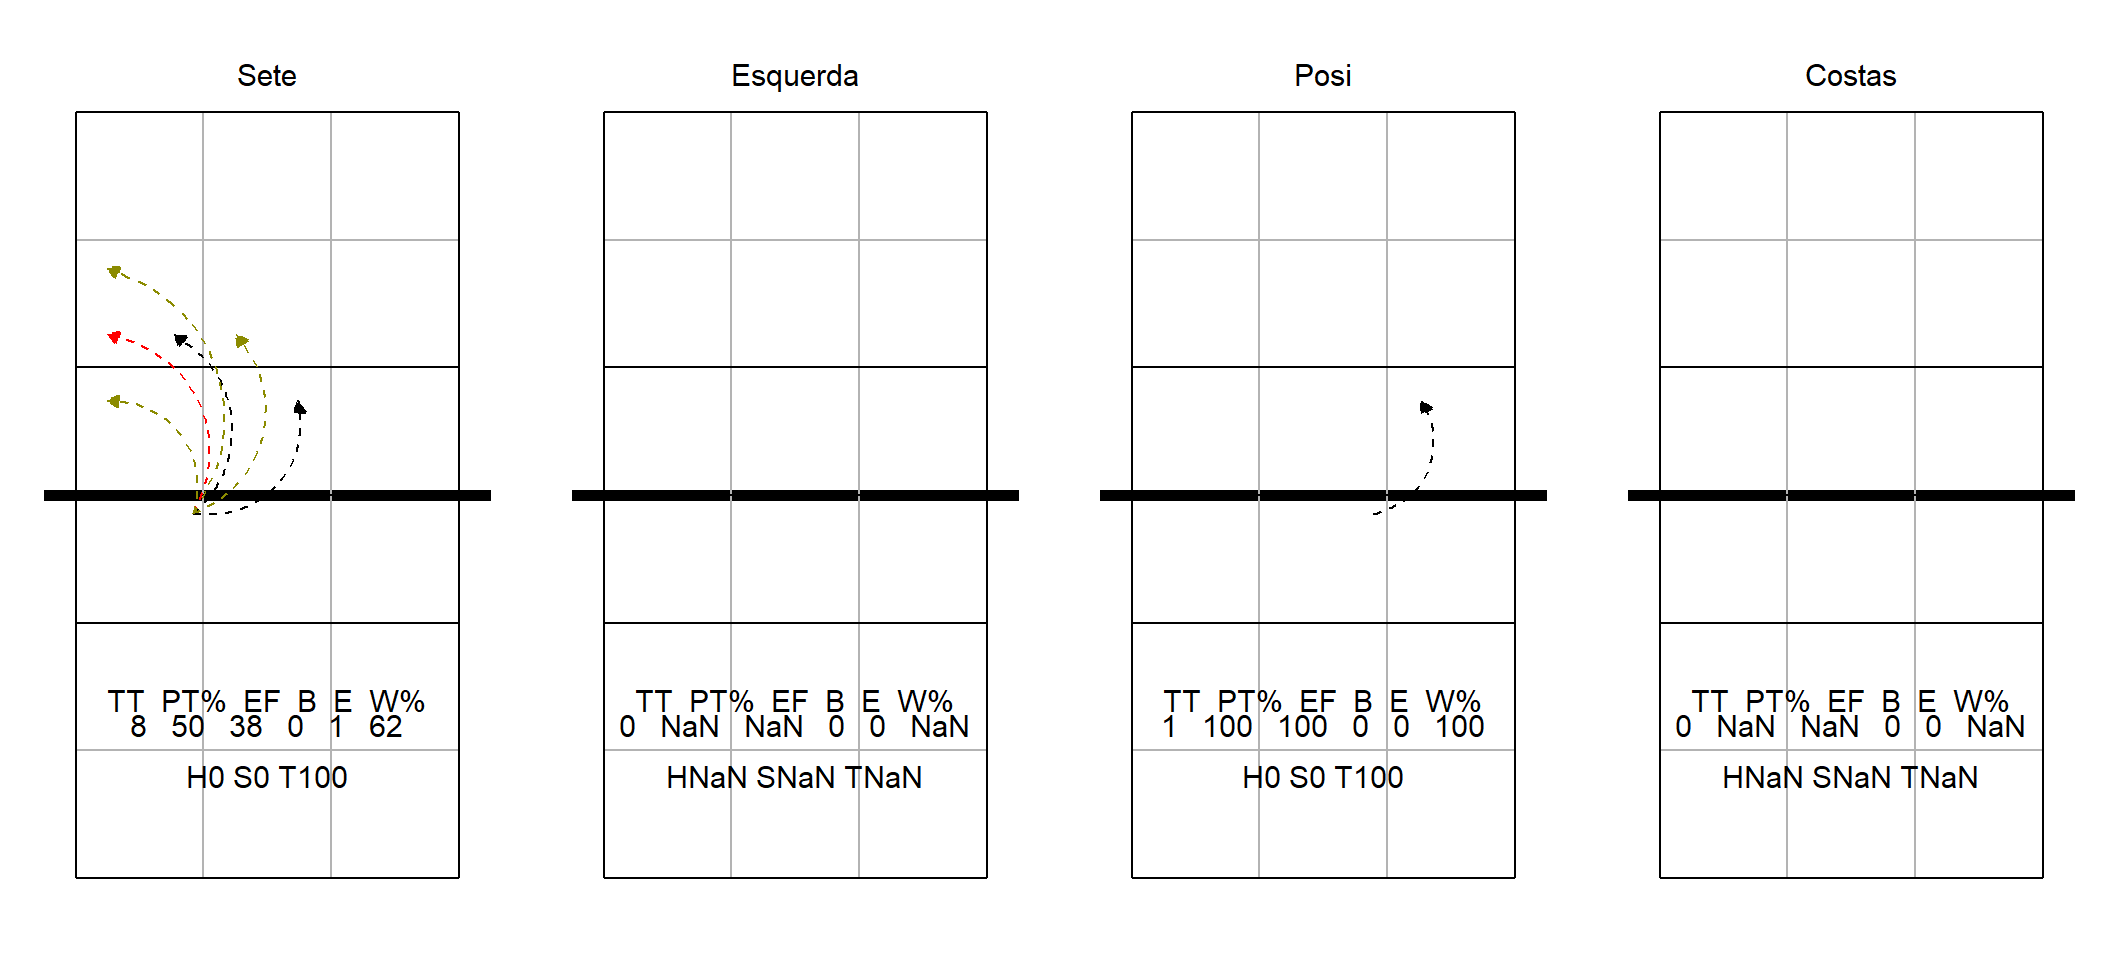 Sete
TT PT% EF B E W%
8 50 38 0 1 62
H0 S0 T100
Esquerda
TT PT% EF B E W%
0 NaN NaN 0 0 NaN
HNaN SNaN TNaN
Posi
TT PT% EF B E W%
1 100 100 0 0 100
H0 S0 T100
Costas
TT PT% EF B E W%
0 NaN NaN 0 0 NaN
HNaN SNaN TNaN